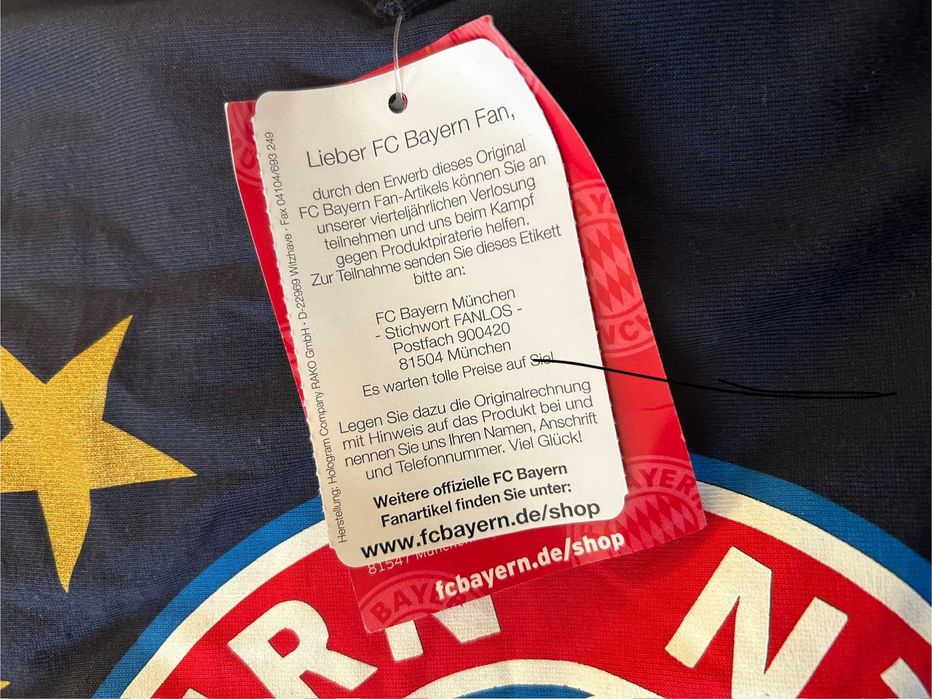 Lieber FC Bayern Fan,
durch den Erwerb dieses Original
FC Bayern Fan-Artikels können Sie an
unserer vierteljährlichen Verlosung
teilnehmen und uns beim Kampf
gegen Produktpiraterie helfen.
Zur Teilnahme senden Sie dieses Etikett
bitte an:
FC Bayern München
- Stichwort FANLOS -
Postfach 900420
81504 München
Es warten tolle Preise auf Sie!
Legen Sie dazu die Originalrechnung
mit Hinweis auf das Produkt bei und
nennen Sie uns Ihren Namen, Anschrift
und Telefonnummer. Viel Glück!
Weitere offizielle FC Bayern
Fanartikel finden Sie unter:
www.fcbayern.de/shop
Herstellung: Hologram Company RAKO GmbH · D-22969 Witzhave · Fax 04104/693 249
81547
fcbayern.de/shop
BAYERN
BAY
ERN
N